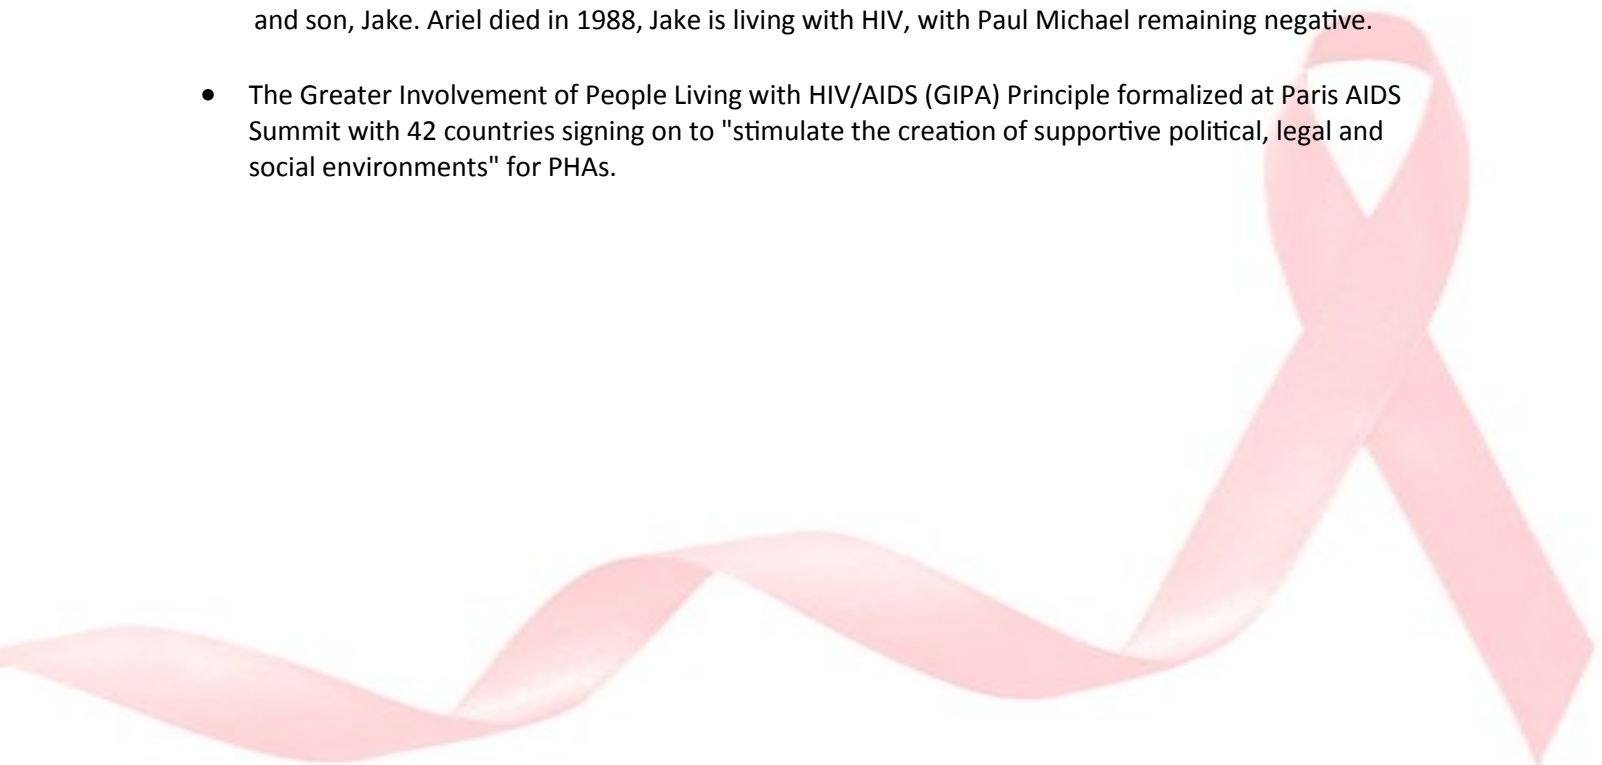 and son, Jake. Ariel died in 1988, Jake is living with HIV, with Paul Michael remaining negative.
• The Greater Involvement of People Living with HIV/AIDS (GIPA) Principle formalized at Paris AIDS
Summit with 42 countries signing on to "stimulate the creation of supportive political, legal and
social environments" for PHAs.